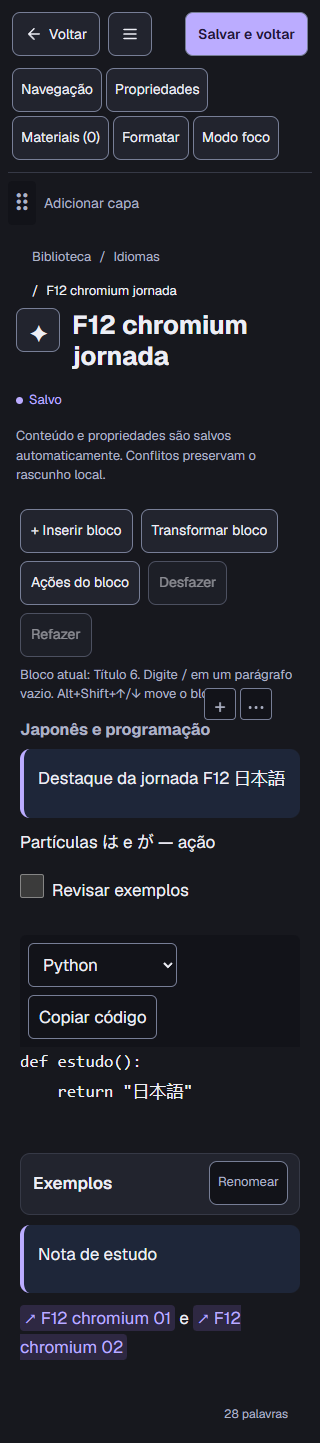 Voltar
Salvar e voltar
Navegação
Propriedades
Materiais (0)
Formatar
Modo foco
Adicionar capa
Biblioteca / Idiomas
/ F12 chromium jornada
F12 chromium
jornada
Salvo
Conteúdo e propriedades são salvos
automaticamente. Conflitos preservam o
rascunho local.
+ Inserir bloco
Transformar bloco
Ações do bloco
Desfazer
Refazer
Bloco atual: Título 6. Digite / em um parágrafo
vazio. Alt+Shift+↑/↓ move o
Japonês e programação
Destaque da jornada F12 日本語
Partículas は e が — ação
Revisar exemplos
Python
Copiar código
def estudo():
    return "日本語"
Exemplos
Renomear
Nota de estudo
↗ F12 chromium 01 e ↗ F12
chromium 02
28 palavras